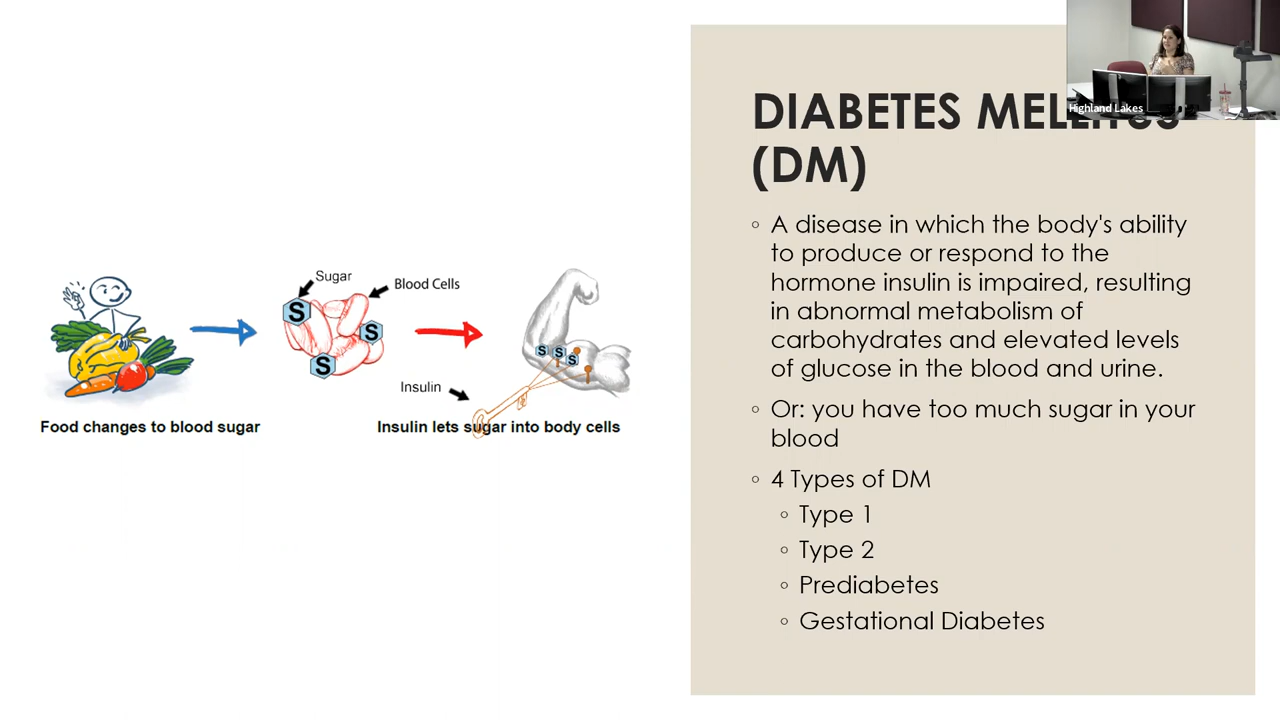 Highland Lakes
DIABETES
(DM)
Sugar
Blood Cells
S
S
S
S
S
S
Insulin
Food changes to blood sugar
Insulin lets sugar into body cells
◦ A disease in which the body's ability
to produce or respond to the
hormone insulin is impaired, resulting
in abnormal metabolism of
carbohydrates and elevated levels
of glucose in the blood and urine.
◦ Or: you have too much sugar in your
blood
◦ 4 Types of DM
◦ Type 1
◦ Type 2
◦ Prediabetes
◦ Gestational Diabetes